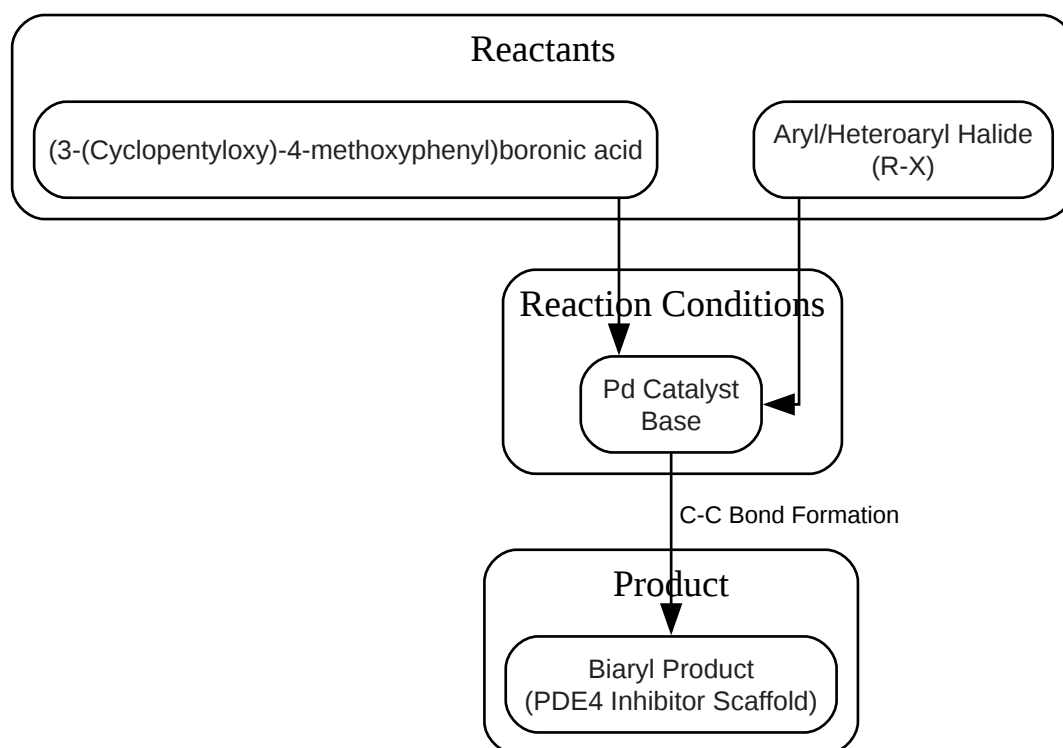 Reactants
(3-(Cyclopentyloxy)-4-methoxyphenyl)boronic acid
Aryl/Heteroaryl Halide
(R-X)
Reaction Conditions
Pd Catalyst
Base
C-C Bond Formation
Product
Biaryl Product
(PDE4 Inhibitor Scaffold)